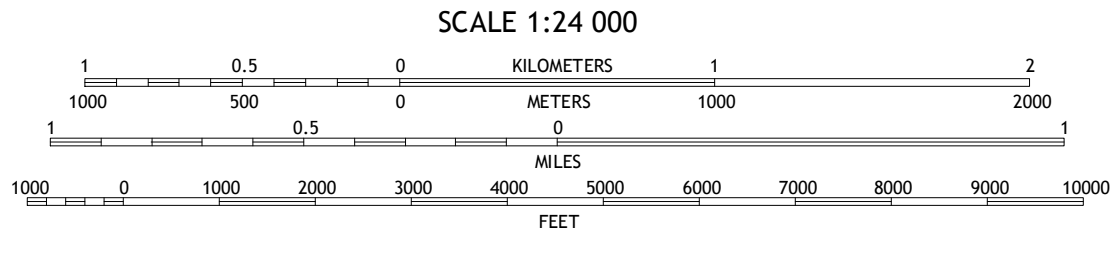 SCALE 1:24 000
1 0.5 0 KILOMETERS 1 2
1000 500 0 METERS 1000 2000
1 0.5 0 1
MILES
1000 0 1000 2000 3000 4000 5000 6000 7000 8000 9000 10000
FEET